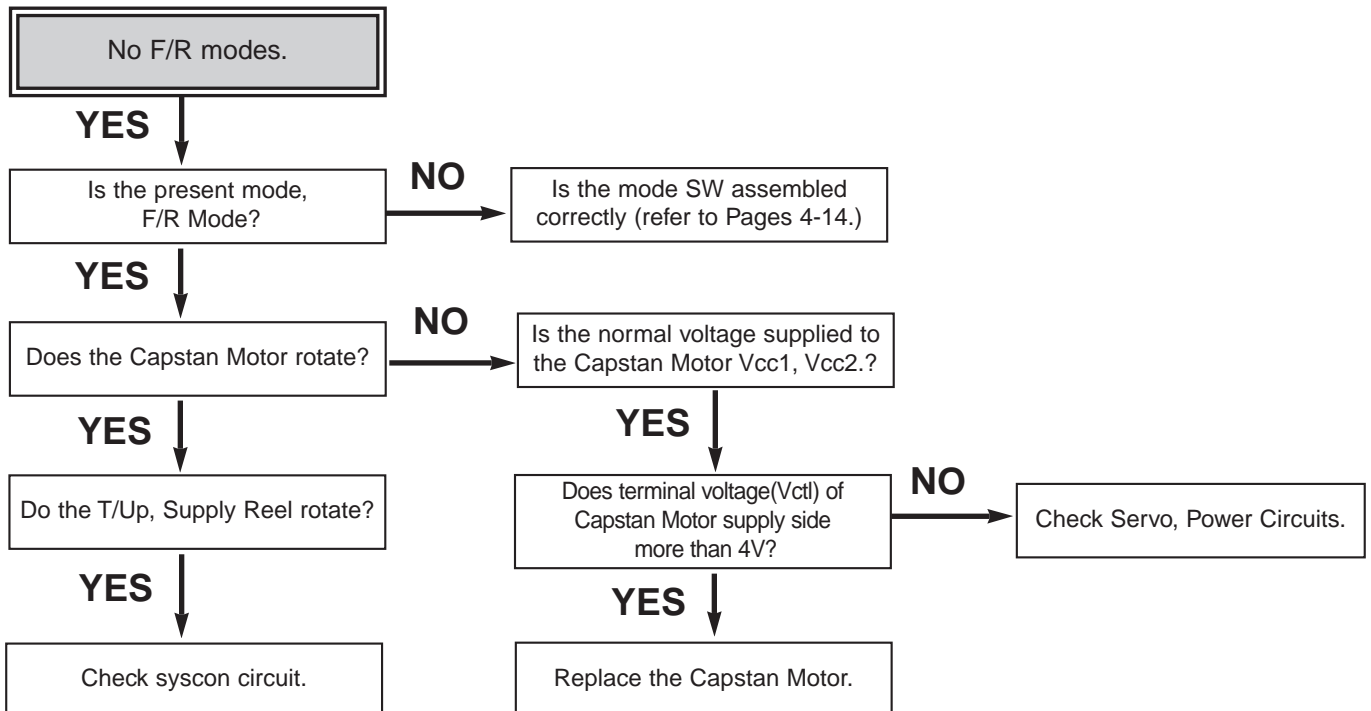 No F/R modes.
YES
Is the present mode,
F/R Mode?
NO
Is the mode SW assembled
correctly (refer to Pages 4-14.)
YES
Does the Capstan Motor rotate?
NO
Is the normal voltage supplied to
the Capstan Motor Vcc1, Vcc2.?
YES
YES
Do the T/Up, Supply Reel rotate?
Does terminal voltage(Vctl) of
Capstan Motor supply side
more than 4V?
NO
Check Servo, Power Circuits.
YES
YES
Check syscon circuit.
Replace the Capstan Motor.